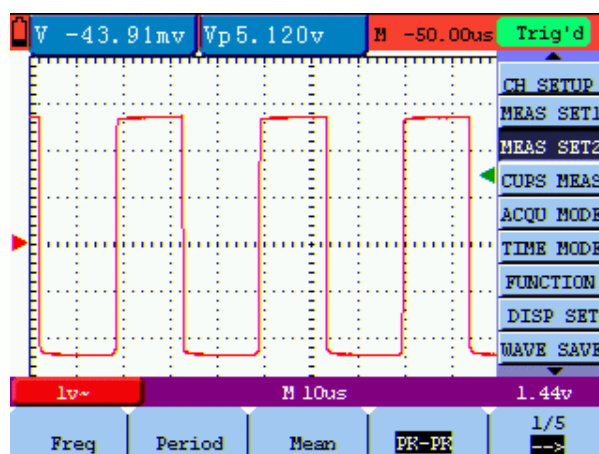 V -43.91mv Vp5.120v M -50.00us Trig'd
CH SETUP
MEAS SET1
MEAS SET2
CUPS MEAS
ACQU MODE
TIME MODE
FUNCTION
DISP SET
WAVE SAVE
1v~ M 10us 1.44v
Freq Period Mean PK-PK 1/5
-->